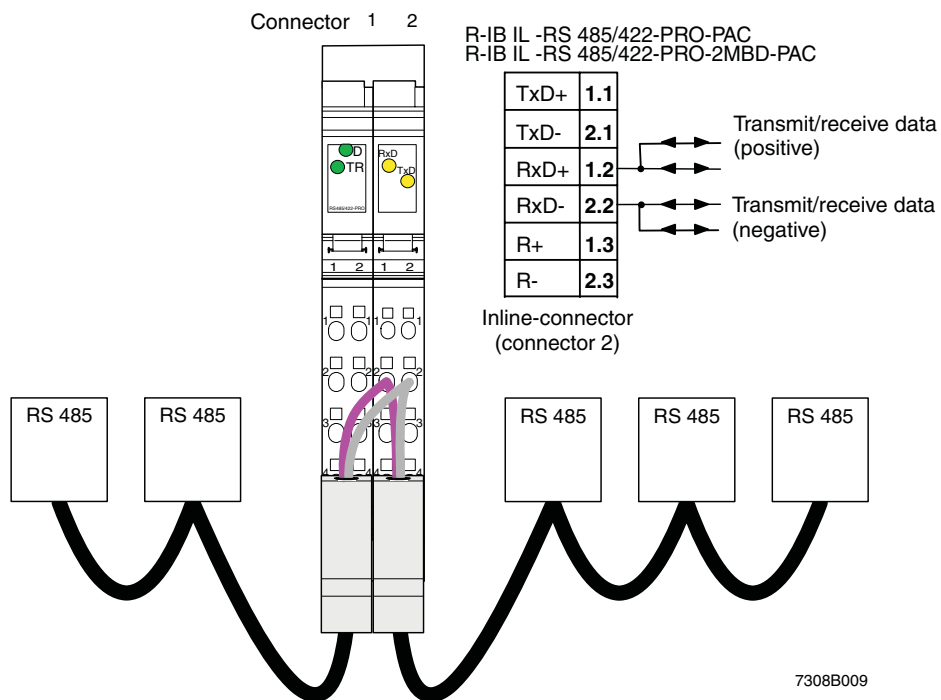 Connector 1 2
R-IB IL -RS 485/422-PRO-PAC
R-IB IL -RS 485/422-PRO-2MBD-PAC
TxD+ 1.1
TxD- 2.1
RxD+ 1.2
RxD- 2.2
R+ 1.3
R- 2.3
Transmit/receive data
(positive)
Transmit/receive data
(negative)
Inline-connector
(connector 2)
D
TR
RS485/422-PRO
RxD
TxD
1 2 1 2
1 1 1
2 2 2
3 3 3
4 4 4
RS 485
RS 485
RS 485
RS 485
RS 485
7308B009